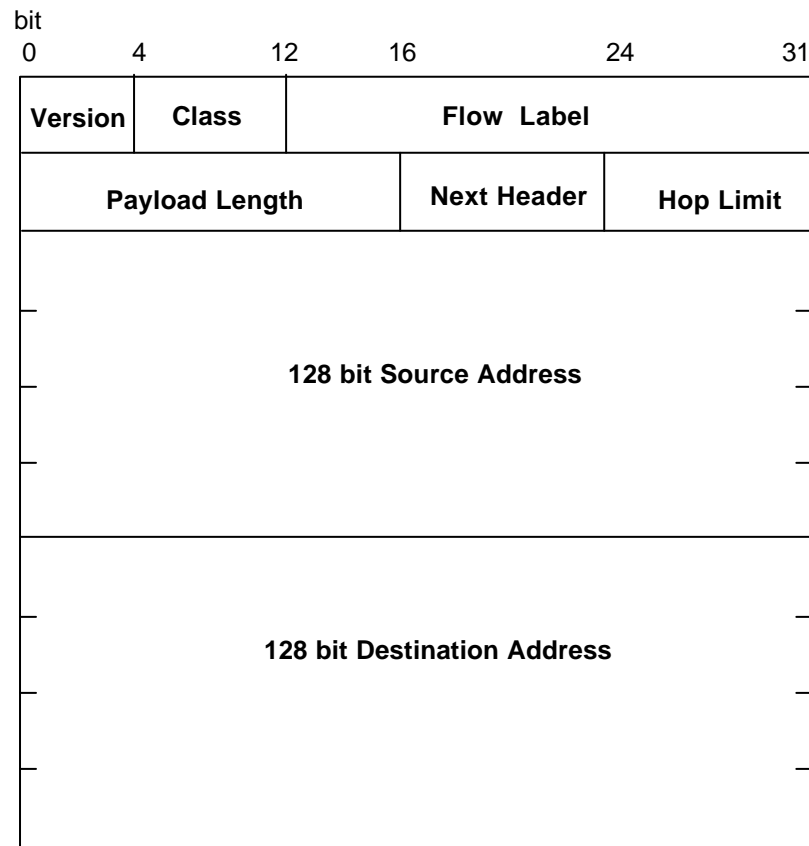 bit
0 4 12 16 24 31
Version Class Flow Label
Payload Length Next Header Hop Limit
128 bit Source Address
128 bit Destination Address